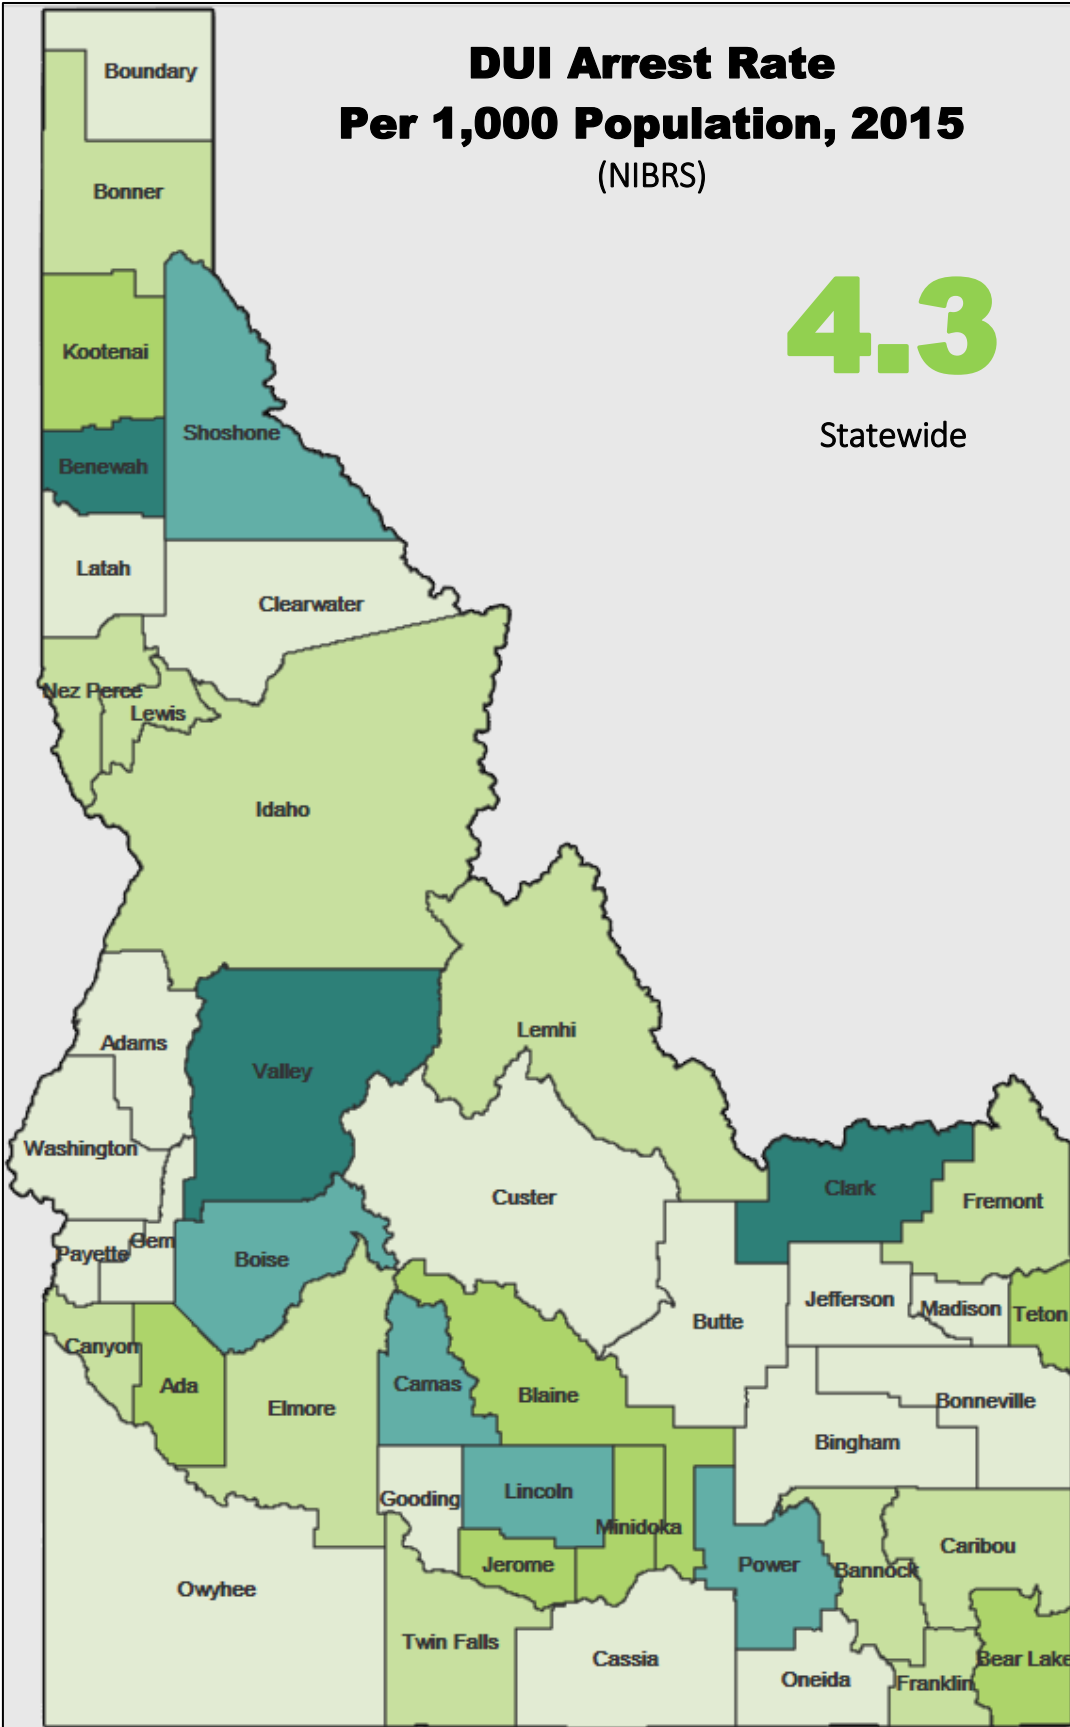 DUI Arrest Rate
Per 1,000 Population, 2015
(NIBRS)
4.3
Statewide
Boundary
Bonner
Kootenai
Shoshone
Benewah
Latah
Clearwater
Nez Perce
Lewis
Idaho
Lemhi
Adams
Valley
Washington
Custer
Clark
Fremont
Payette
Gem
Boise
Jefferson
Madison
Teton
Butte
Canyon
Ada
Elmore
Camas
Blaine
Bonneville
Bingham
Gooding
Lincoln
Minidoka
Jerome
Power
Bannock
Caribou
Owyhee
Twin Falls
Cassia
Oneida
Franklin
Bear Lake